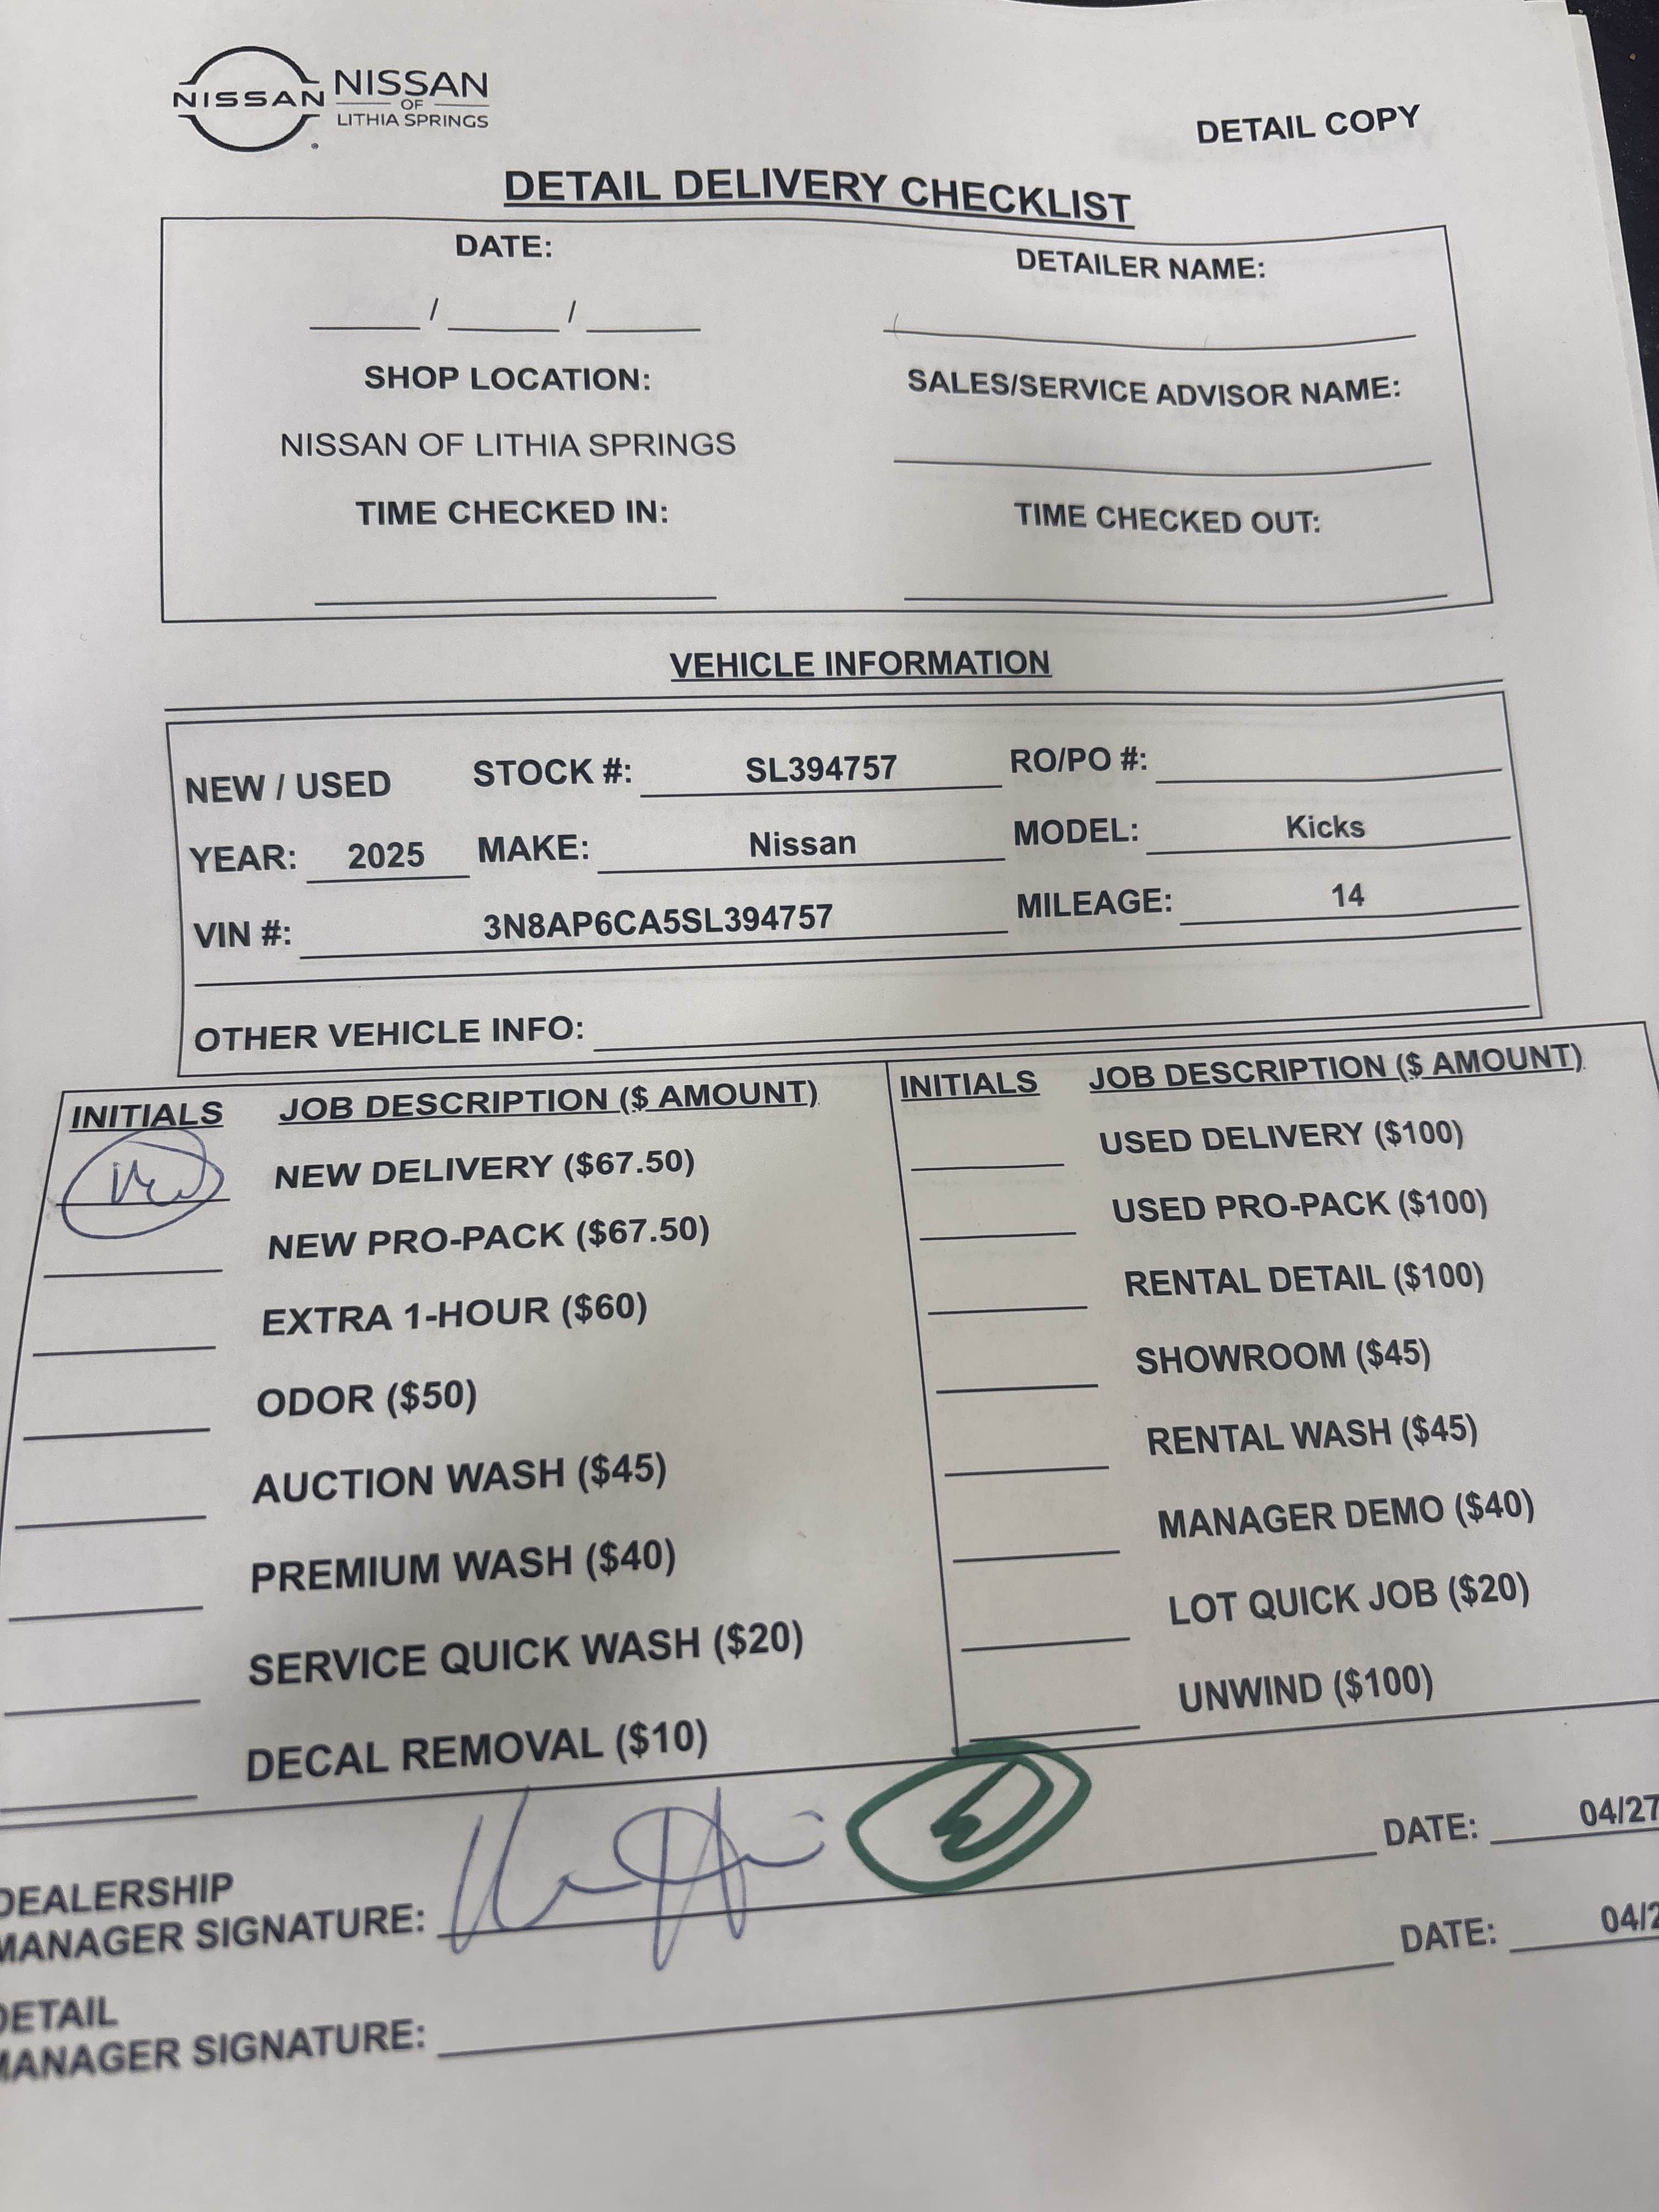 NISSAN NISSAN
OF
LITHIA SPRINGS
DETAIL COPY
DETAIL DELIVERY CHECKLIST
DATE: DETAILER NAME:
/ /
SHOP LOCATION: SALES/SERVICE ADVISOR NAME:
NISSAN OF LITHIA SPRINGS
TIME CHECKED IN: TIME CHECKED OUT:
VEHICLE INFORMATION
NEW / USED STOCK #: SL394757 RO/PO #:
YEAR: 2025 MAKE: Nissan MODEL: Kicks
VIN #: 3N8AP6CA5SL394757 MILEAGE: 14
OTHER VEHICLE INFO:
INITIALS JOB DESCRIPTION ($ AMOUNT)
NEW DELIVERY ($67.50)
NEW PRO-PACK ($67.50)
EXTRA 1-HOUR ($60)
ODOR ($50)
AUCTION WASH ($45)
PREMIUM WASH ($40)
SERVICE QUICK WASH ($20)
DECAL REMOVAL ($10)
INITIALS JOB DESCRIPTION ($ AMOUNT)
USED DELIVERY ($100)
USED PRO-PACK ($100)
RENTAL DETAIL ($100)
SHOWROOM ($45)
RENTAL WASH ($45)
MANAGER DEMO ($40)
LOT QUICK JOB ($20)
UNWIND ($100)
DEALERSHIP
MANAGER SIGNATURE: DATE: 04/27
DETAIL
MANAGER SIGNATURE: DATE: 04/2